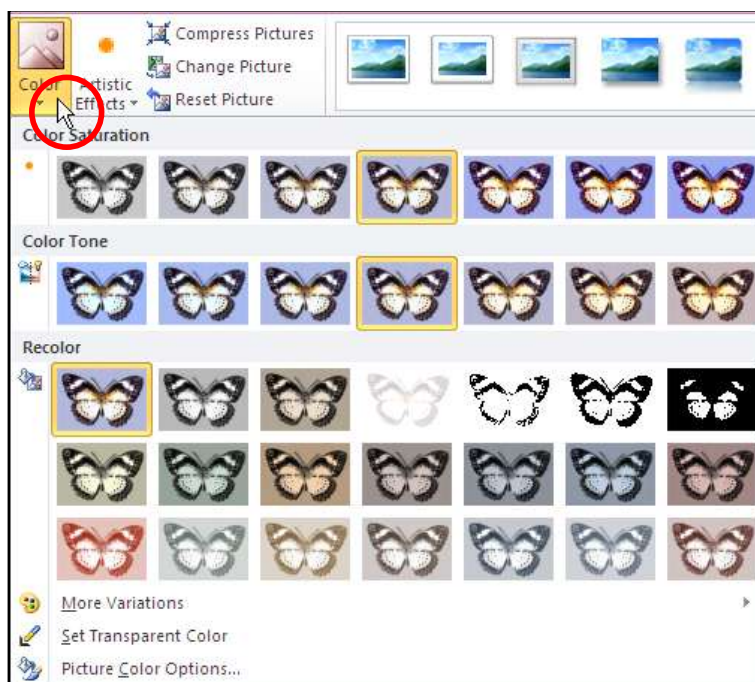 Compress Pictures
Change Picture
Color Artistic
Effects Reset Picture
Color Saturation
Color Tone
Recolor
More Variations
Set Transparent Color
Picture Color Options...